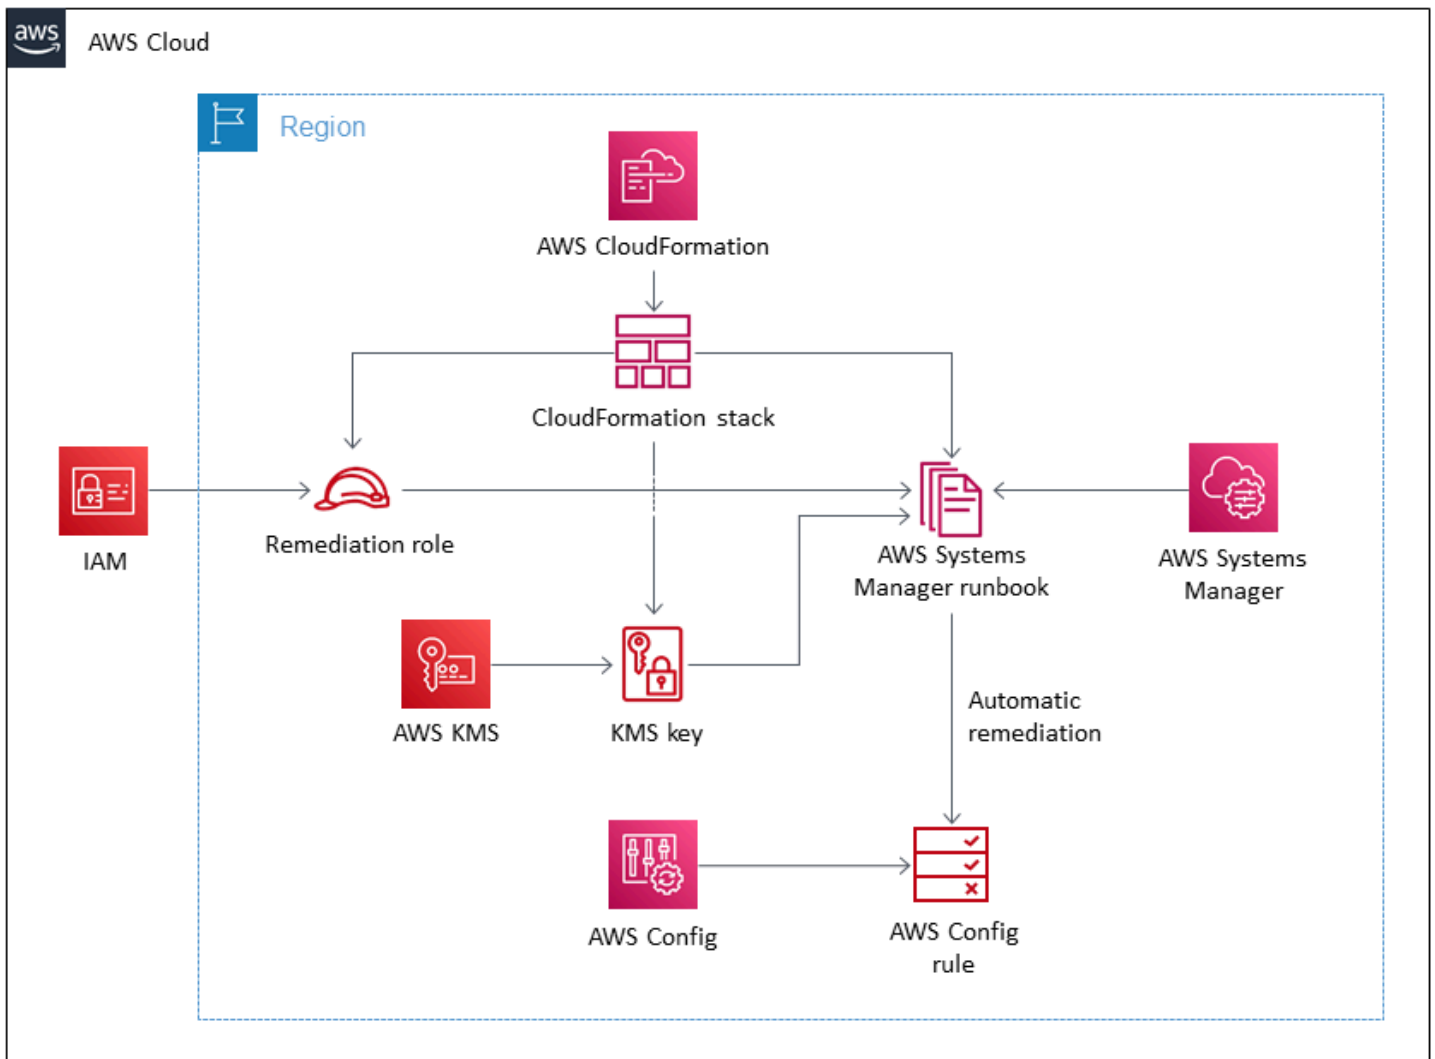 aws
AWS Cloud
Region
AWS CloudFormation
CloudFormation stack
IAM
Remediation role
AWS Systems
Manager runbook
AWS Systems
Manager
AWS KMS
KMS key
Automatic
remediation
AWS Config
AWS Config
rule